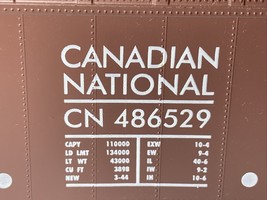 CANADIAN
NATIONAL
CN 486529
CAPY 110000 EXW 10-4
LD LMT 134000 EW 9-4
LT WT 43000 IL 40-6
CU FT 3898 IW 9-2
NEW 3-44 IH 10-6